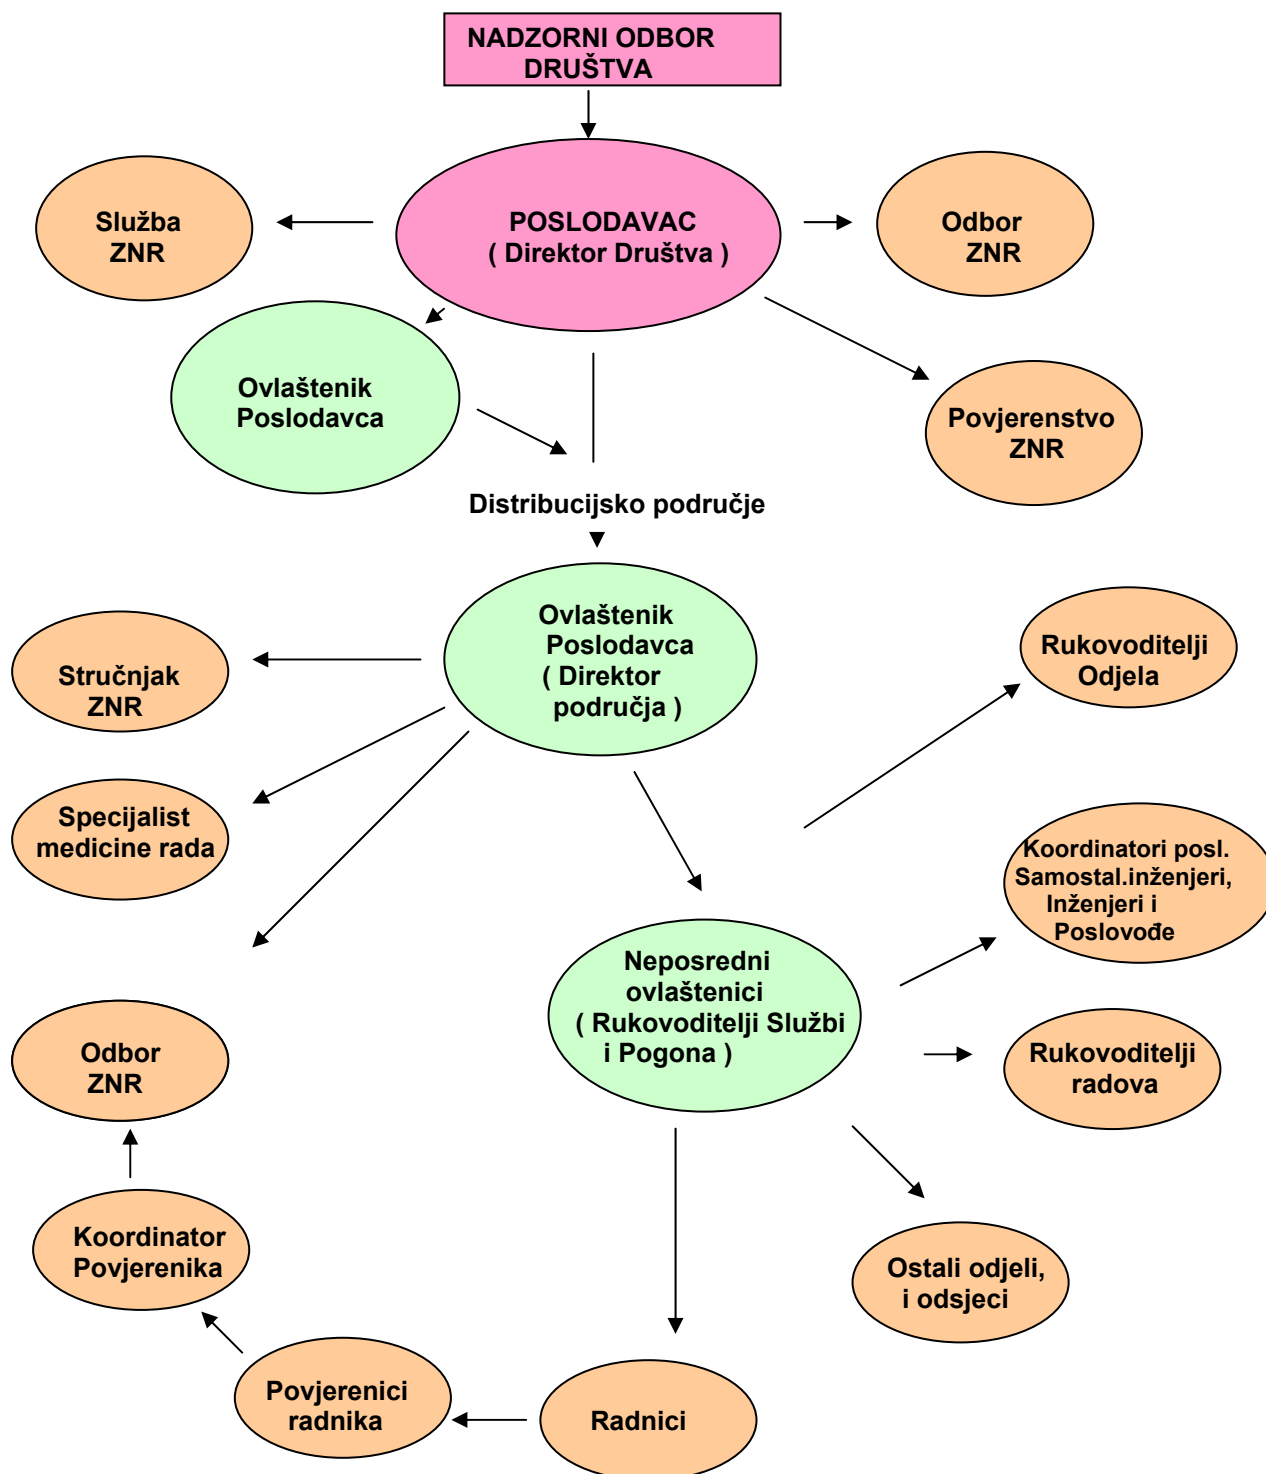 NADZORNI ODBOR
DRUŠTVA
Služba
ZNR
POSLODAVAC
( Direktor Društva )
Odbor
ZNR
Ovlaštenik
Poslodavca
Povjerenstvo
ZNR
Distribucijsko područje
Ovlaštenik
Poslodavca
( Direktor
područja )
Stručnjak
ZNR
Rukovoditelji
Odjela
Specijalist
medicine rada
Koordinatori posl.
Samostal.inženjeri,
Inženjeri i
Poslovođe
Neposredni
ovlaštenici
( Rukovoditelji Službi
i Pogona )
Odbor
ZNR
Rukovoditelji
radova
Koordinator
Povjerenika
Ostali odjeli,
i odsjeci
Povjerenici
radnika
Radnici